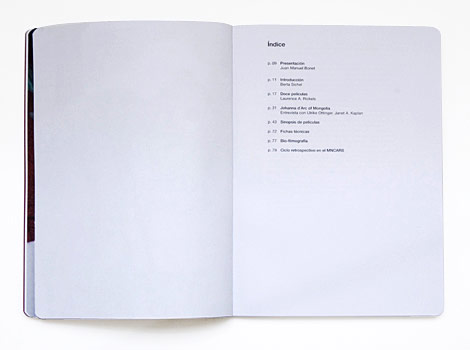 Índice
p. 09 Presentación
Juan Manuel Bonet
p. 11 Introducción
Berta Sichel
p. 17 Doce películas
Laurence A. Rickels
p. 31 Johanna d'Arc of Mongolia
Entrevista con Ulrike Ottinger, Janet A. Kaplan
p. 43 Sinopsis de películas
p. 72 Fichas técnicas
p. 77 Bio-filmografía
p. 79 Ciclo retrospectivo en el MNCARS